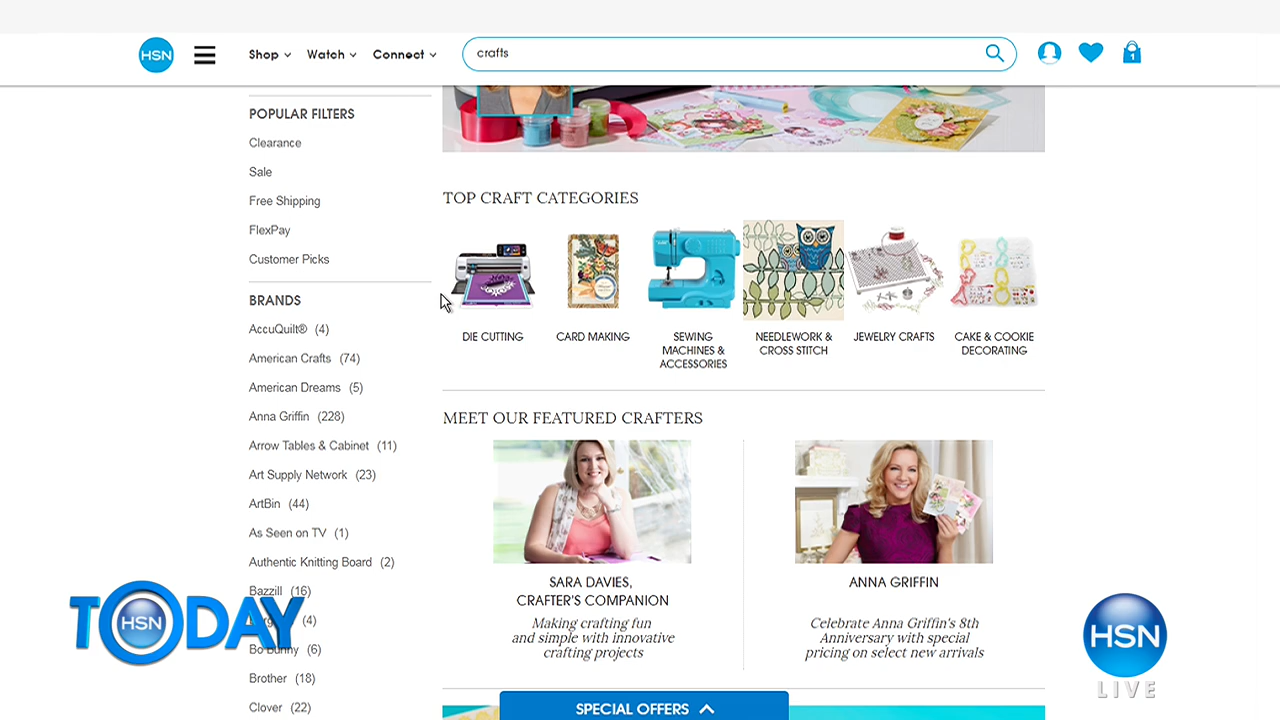 HSN
Shop
Watch
Connect
crafts
1
POPULAR FILTERS
Clearance
Sale
Free Shipping
FlexPay
Customer Picks
BRANDS
AccuQuilt® (4)
American Crafts (74)
American Dreams (5)
Anna Griffin (228)
Arrow Tables & Cabinet (11)
Art Supply Network (23)
ArtBin (44)
As Seen on TV (1)
Authentic Knitting Board (2)
Bazzill (16)
(4)
Bo Bunny (6)
Brother (18)
Clover (22)
TOP CRAFT CATEGORIES
DIE CUTTING
CARD MAKING
SEWING
MACHINES &
ACCESSORIES
NEEDLEWORK &
CROSS STITCH
JEWELRY CRAFTS
CAKE & COOKIE
DECORATING
MEET OUR FEATURED CRAFTERS
SARA DAVIES,
CRAFTER'S COMPANION
Making crafting fun
and simple with innovative
crafting projects
ANNA GRIFFIN
Celebrate Anna Griffin's 8th
Anniversary with special
pricing on select new arrivals
SPECIAL OFFERS
TODAY
HSN
HSN
LIVE